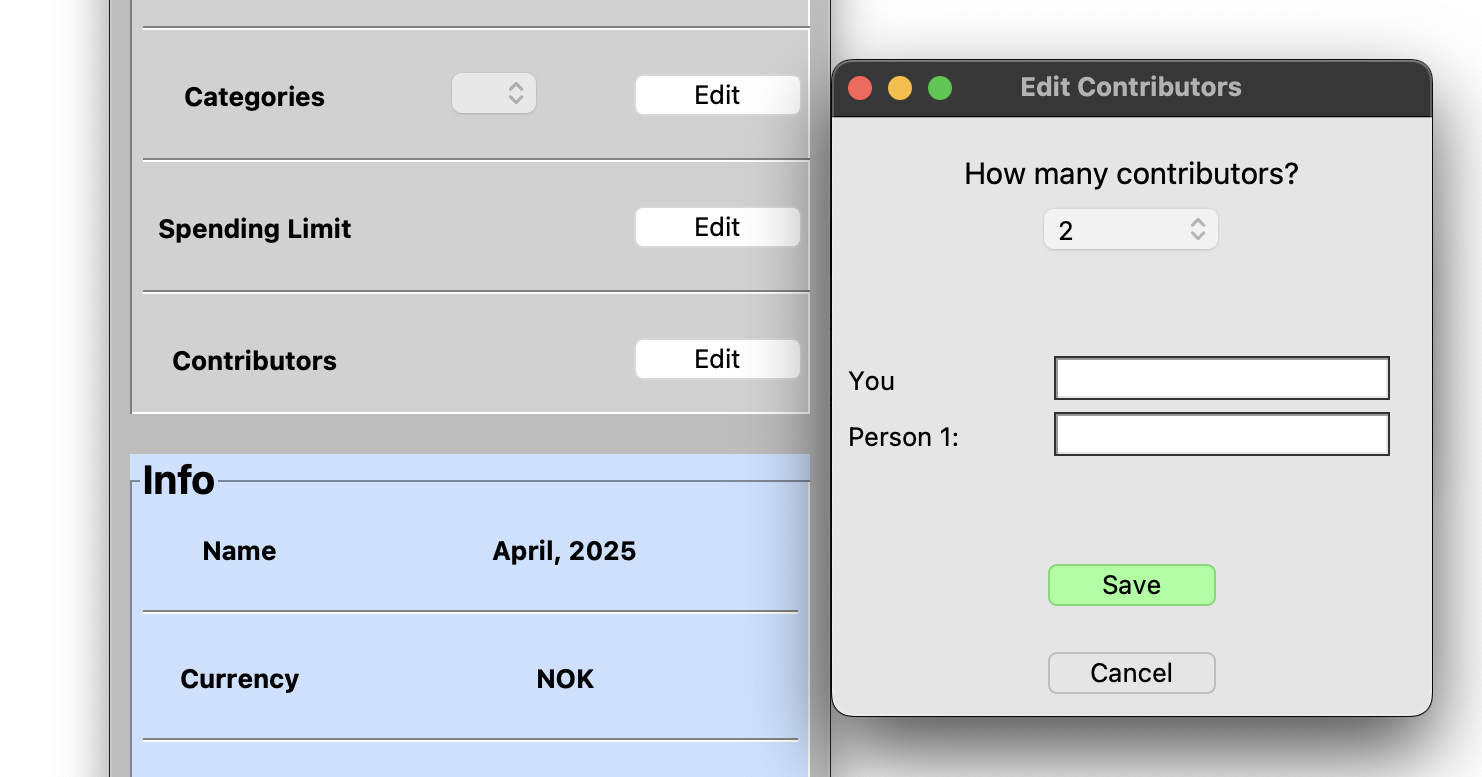 Categories
Edit
Spending Limit
Edit
Contributors
Edit
Info
Name
April, 2025
Currency
NOK
Edit Contributors
How many contributors?
2
You
Person 1:
Save
Cancel